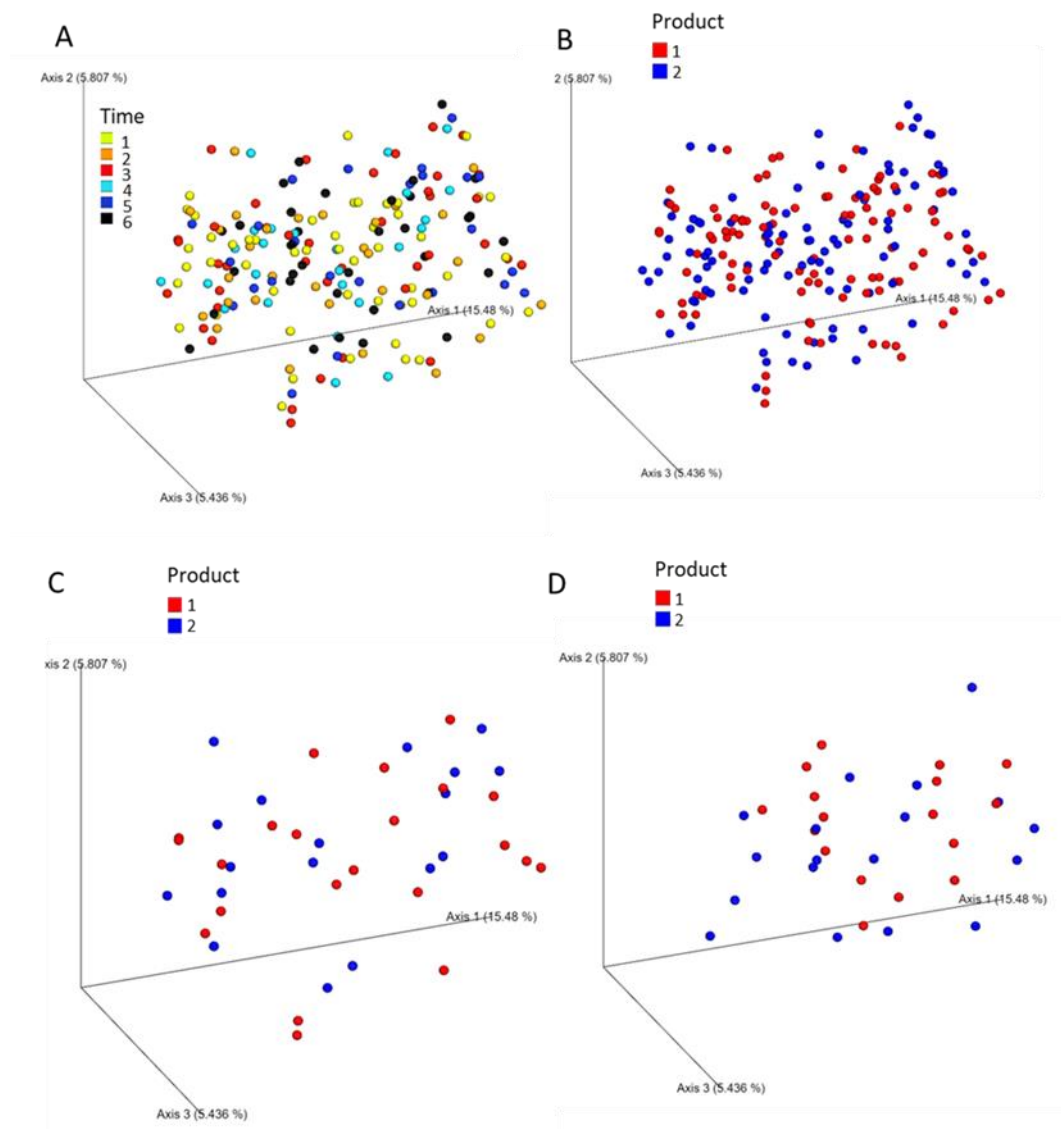 A
Axis 2 (5.807 %)
Time
1
2
3
4
5
6
Axis 1 (15.48 %)
Axis 3 (5.436 %)
B
Product
1
2
2 (5.807 %)
Axis 1 (15.48 %)
Axis 3 (5.436 %)
C
Product
1
2
xis 2 (5.807 %)
Axis 1 (15.48 %)
Axis 3 (5.436 %)
D
Product
1
2
Axis 2 (5.807 %)
Axis 1 (15.48 %)
Axis 3 (5.436 %)